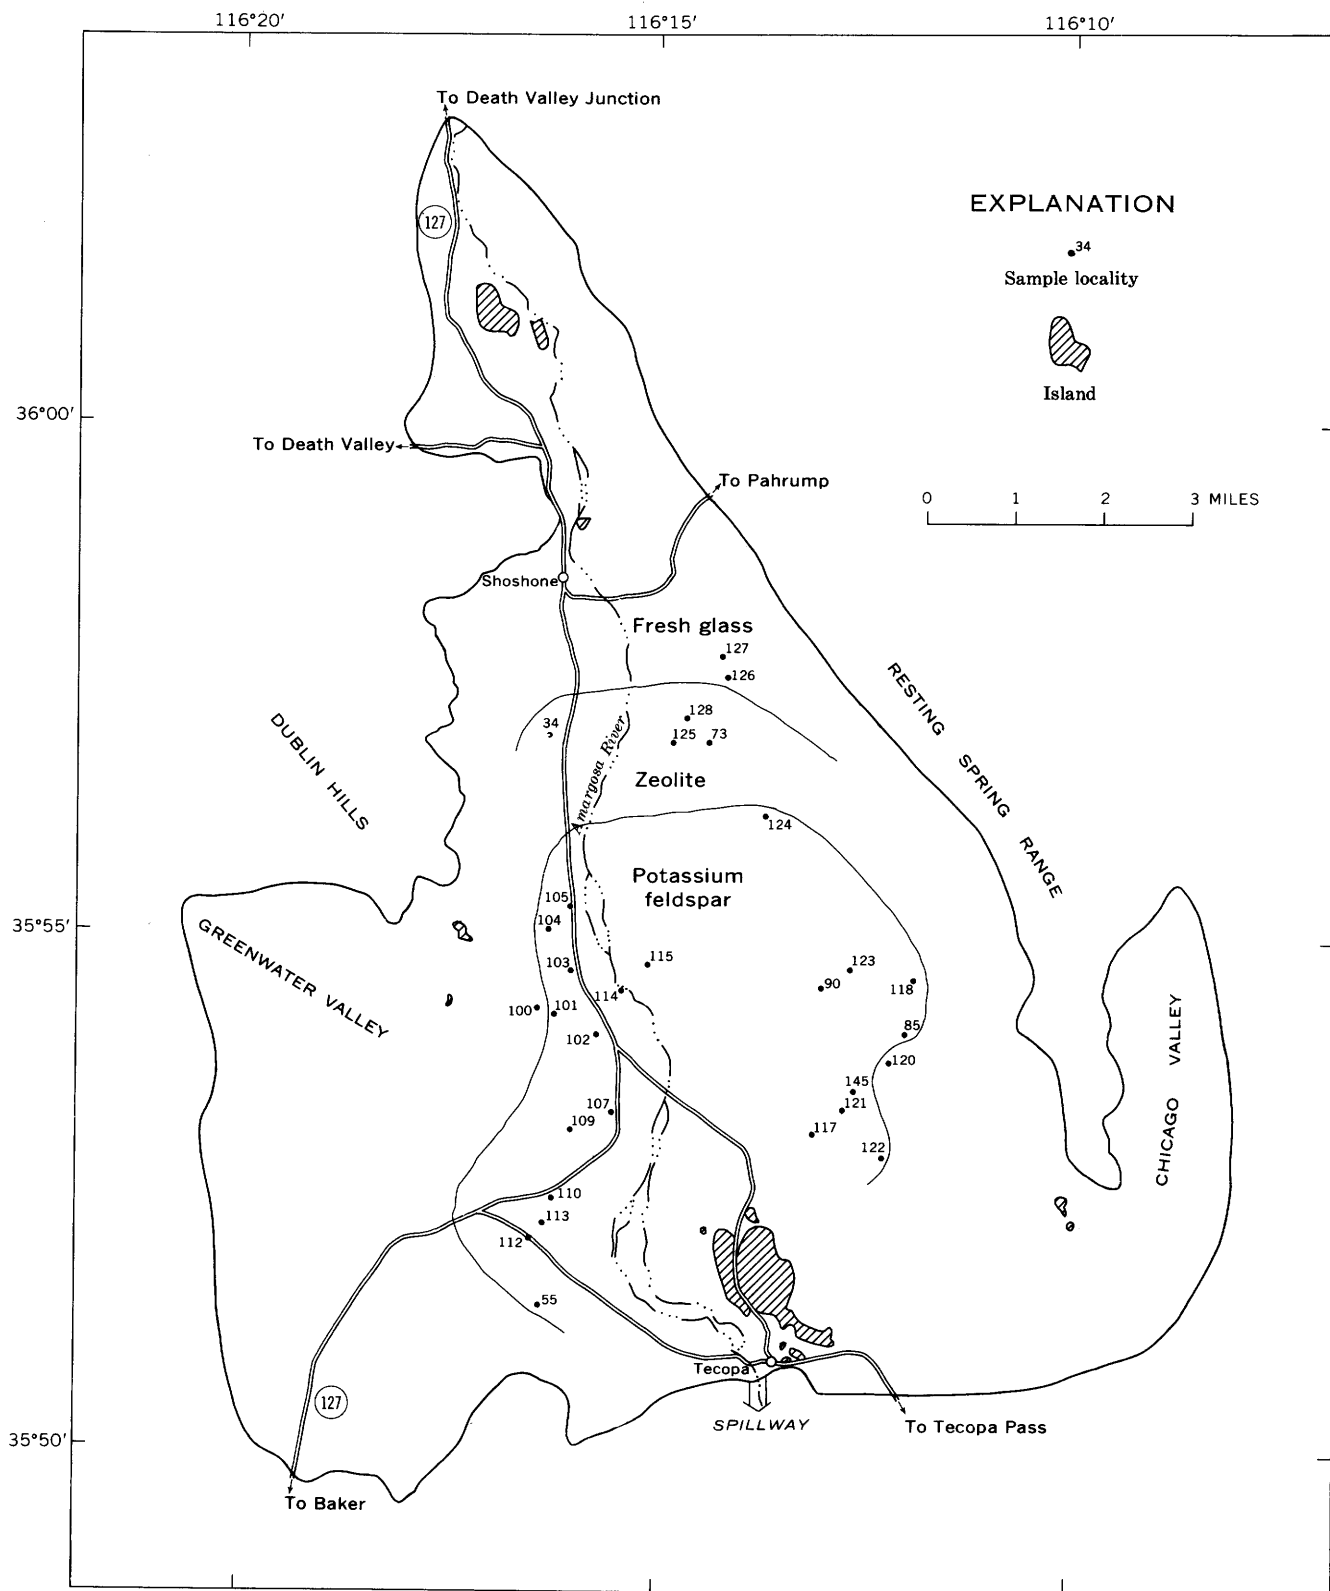 116°20′
116°15′
116°10′
To Death Valley Junction
127
EXPLANATION
34
Sample locality
Island
36°00′
To Death Valley
To Pahrump
0 1 2 3 MILES
Shoshone
Fresh glass
127
126
RESTING SPRING RANGE
DUBLIN HILLS
34
128
125
73
Amargosa River
Zeolite
124
Potassium
feldspar
105
104
35°55′
GREENWATER VALLEY
103
115
123
90
118
114
100
101
102
85
120
CHICAGO VALLEY
145
121
107
109
117
122
110
113
112
55
Tecopa
127
SPILLWAY
To Tecopa Pass
35°50′
To Baker